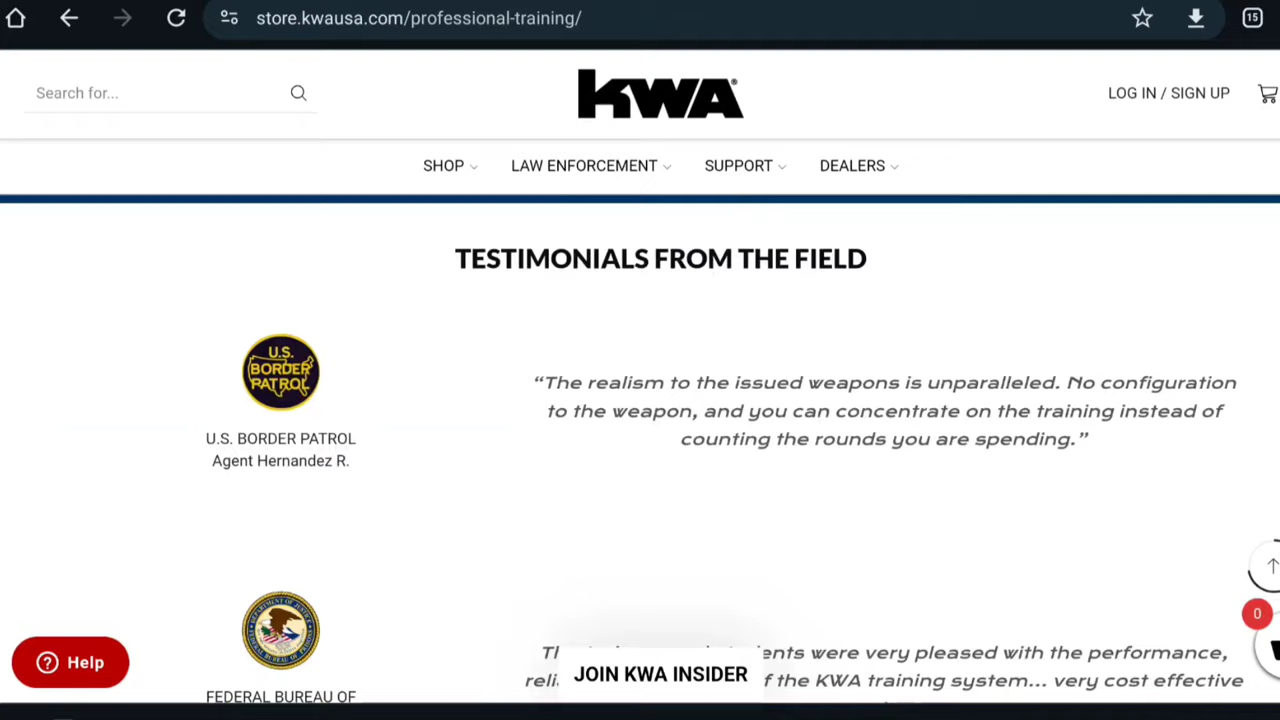 store.kwausa.com/professional-training/
15
Search for...
KWA
LOG IN / SIGN UP
SHOP
LAW ENFORCEMENT
SUPPORT
DEALERS
TESTIMONIALS FROM THE FIELD
U.S.
BORDER
PATROL
“The realism to the issued weapons is unparalleled. No configuration
to the weapon, and you can concentrate on the training instead of
counting the rounds you are spending.”
U.S. BORDER PATROL
Agent Hernandez R.
0
were very pleased with the performance,
JOIN KWA INSIDER
f the KWA training system... very cost effective
Help
FEDERAL BUREAU OF